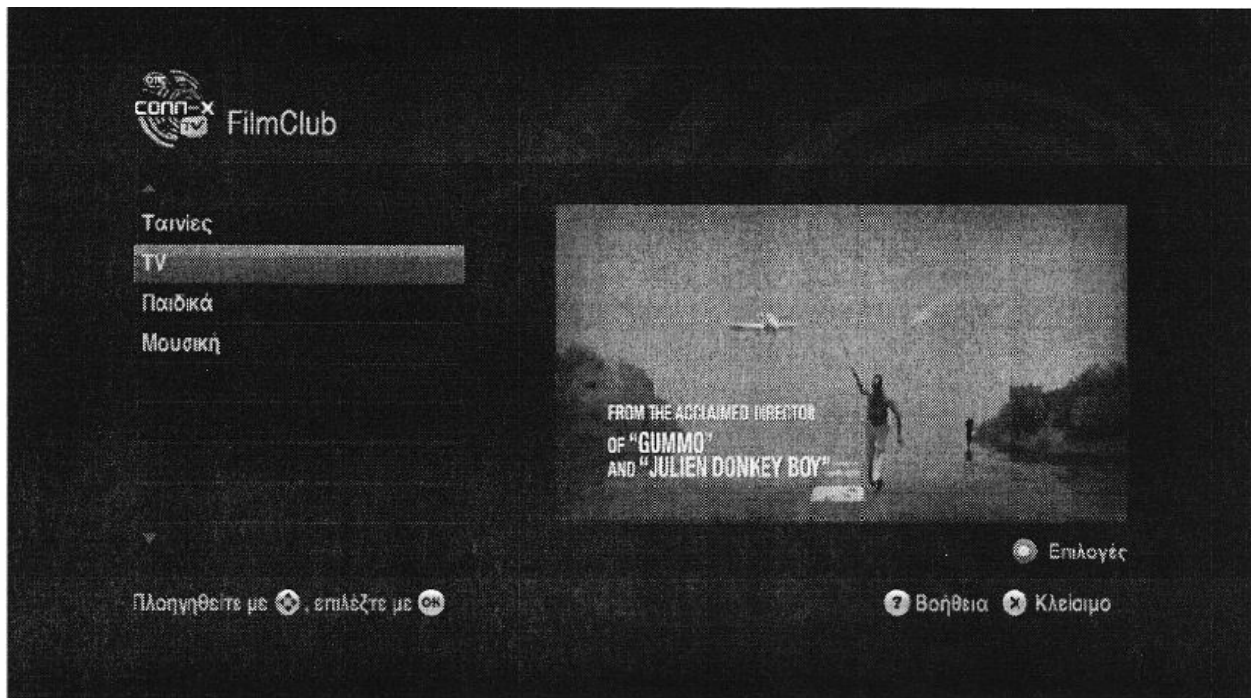 OTE
conn-x
TV
FilmClub
Ταινίες
TV
Παιδικά
Μουσική
FROM THE ACCLAIMED DIRECTOR
OF "GUMMO"
AND "JULIEN DONKEY BOY"
Επιλογές
Πλοηγηθείτε με , επιλέξτε με OK
? Βοήθεια X Κλείσιμο